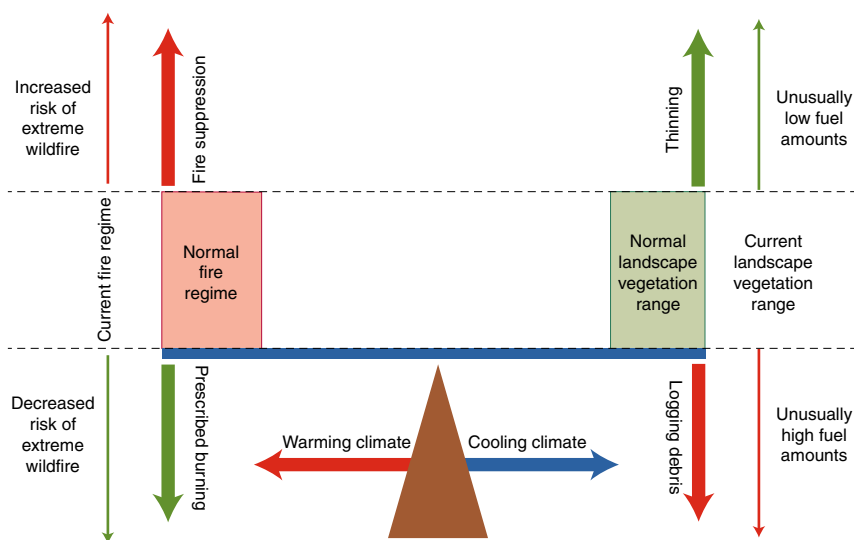 Increased
risk of
extreme
wildfire
Fire suppression
Thinning
Unusually
low fuel
amounts
Current fire regime
Normal
fire
regime
Normal
landscape
vegetation
range
Current
landscape
vegetation
range
Decreased
risk of
extreme
wildfire
Prescribed burning
Warming climate
Cooling climate
Logging debris
Unusually
high fuel
amounts